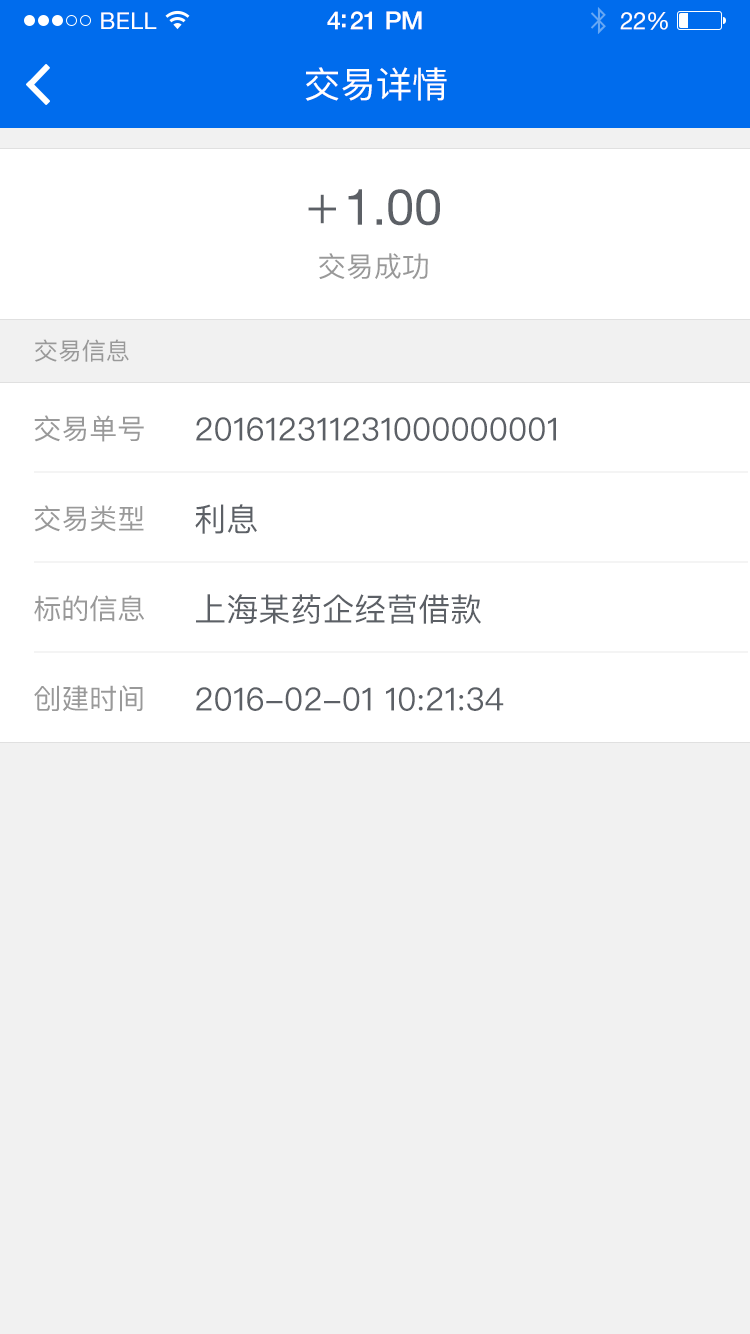 BELL 4:21 PM 22%
交易详情
+1.00
交易成功
交易信息
交易单号 201612311231000000001
交易类型 利息
标的信息 上海某药企经营借款
创建时间 2016-02-01 10:21:34